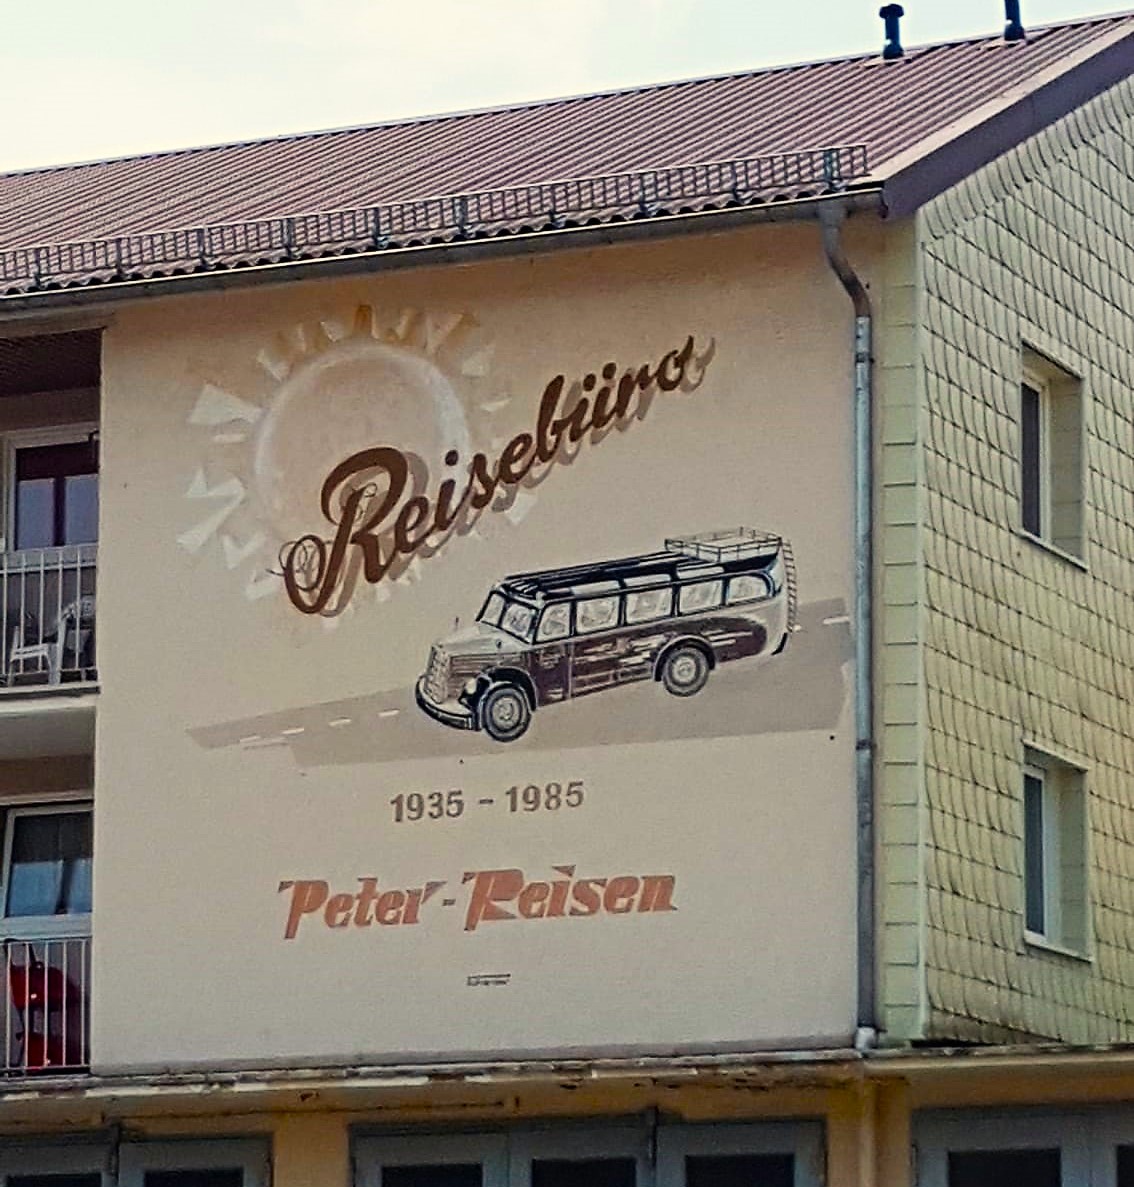 Reisebüro
1935 - 1985
Peter-Reisen